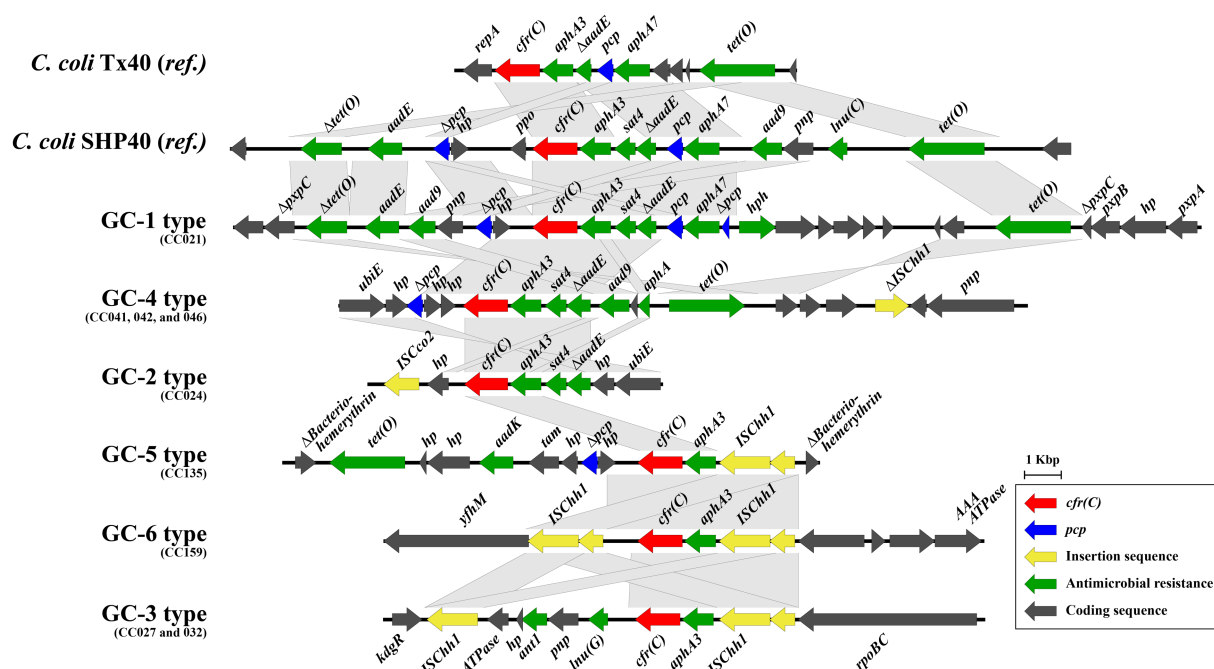 repA cfr(C) aphA3 ΔaadE pcp aphA7 tet(O)
C. coli Tx40 (ref.)
Δtet(O) aadE Δpcp hp ppo cfr(C) aphA3 sat4 ΔaadE pcp aphA7 aad9 pnp lnu(C) tet(O)
C. coli SHP40 (ref.)
ΔpxpC Δtet(O) aadE aad9 pnp Δpcp hp cfr(C) aphA3 sat4 ΔaadE pcp aphA7 Δpcp hph tet(O) ΔpxpC pxpB hp pxpA
GC-1 type
(CC021)
ubiE hp Δpcp hp hp cfr(C) aphA3 sat4 ΔaadE aad9 aphA tet(O) ΔISChh1 pnp
GC-4 type
(CC041, 042, and 046)
ISCco2 hp cfr(C) aphA3 sat4 ΔaadE hp ubiE
GC-2 type
(CC024)
ΔBacterio-
hemerythrin tet(O) hp hp aadK tam hp Δpcp hp cfr(C) aphA3 ISChh1 ΔBacterio-
hemerythrin
GC-5 type
(CC135)
1 Kbp
yfhM ISChh1 cfr(C) aphA3 ISChh1 AAA
ATPase
GC-6 type
(CC159)
cfr(C)
pcp
Insertion sequence
Antimicrobial resistance
Coding sequence
GC-3 type
(CC027 and 032)
kdgR ISChh1 ATPase hp ant1 pnp lnu(G) cfr(C) aphA3 ISChh1 rpoBC